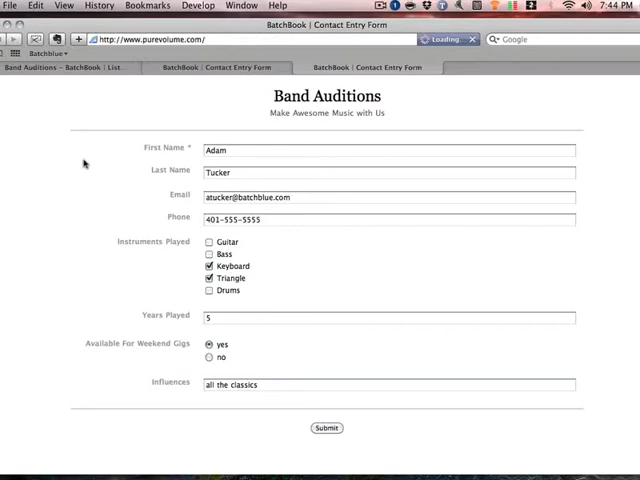 File Edit View History Bookmarks Develop Window Help 7:44 PM
BatchBook | Contact Entry Form
http://www.purevolume.com/ Loading Google
Batchblue
Band Auditions - BatchBook | List... BatchBook | Contact Entry Form BatchBook | Contact Entry Form
Band Auditions
Make Awesome Music with Us
First Name * Adam
Last Name Tucker
Email atucker@batchblue.com
Phone 401-555-5555
Instruments Played Guitar
Bass
Keyboard
Triangle
Drums
Years Played 5
Available For Weekend Gigs yes
no
Influences all the classics
Submit